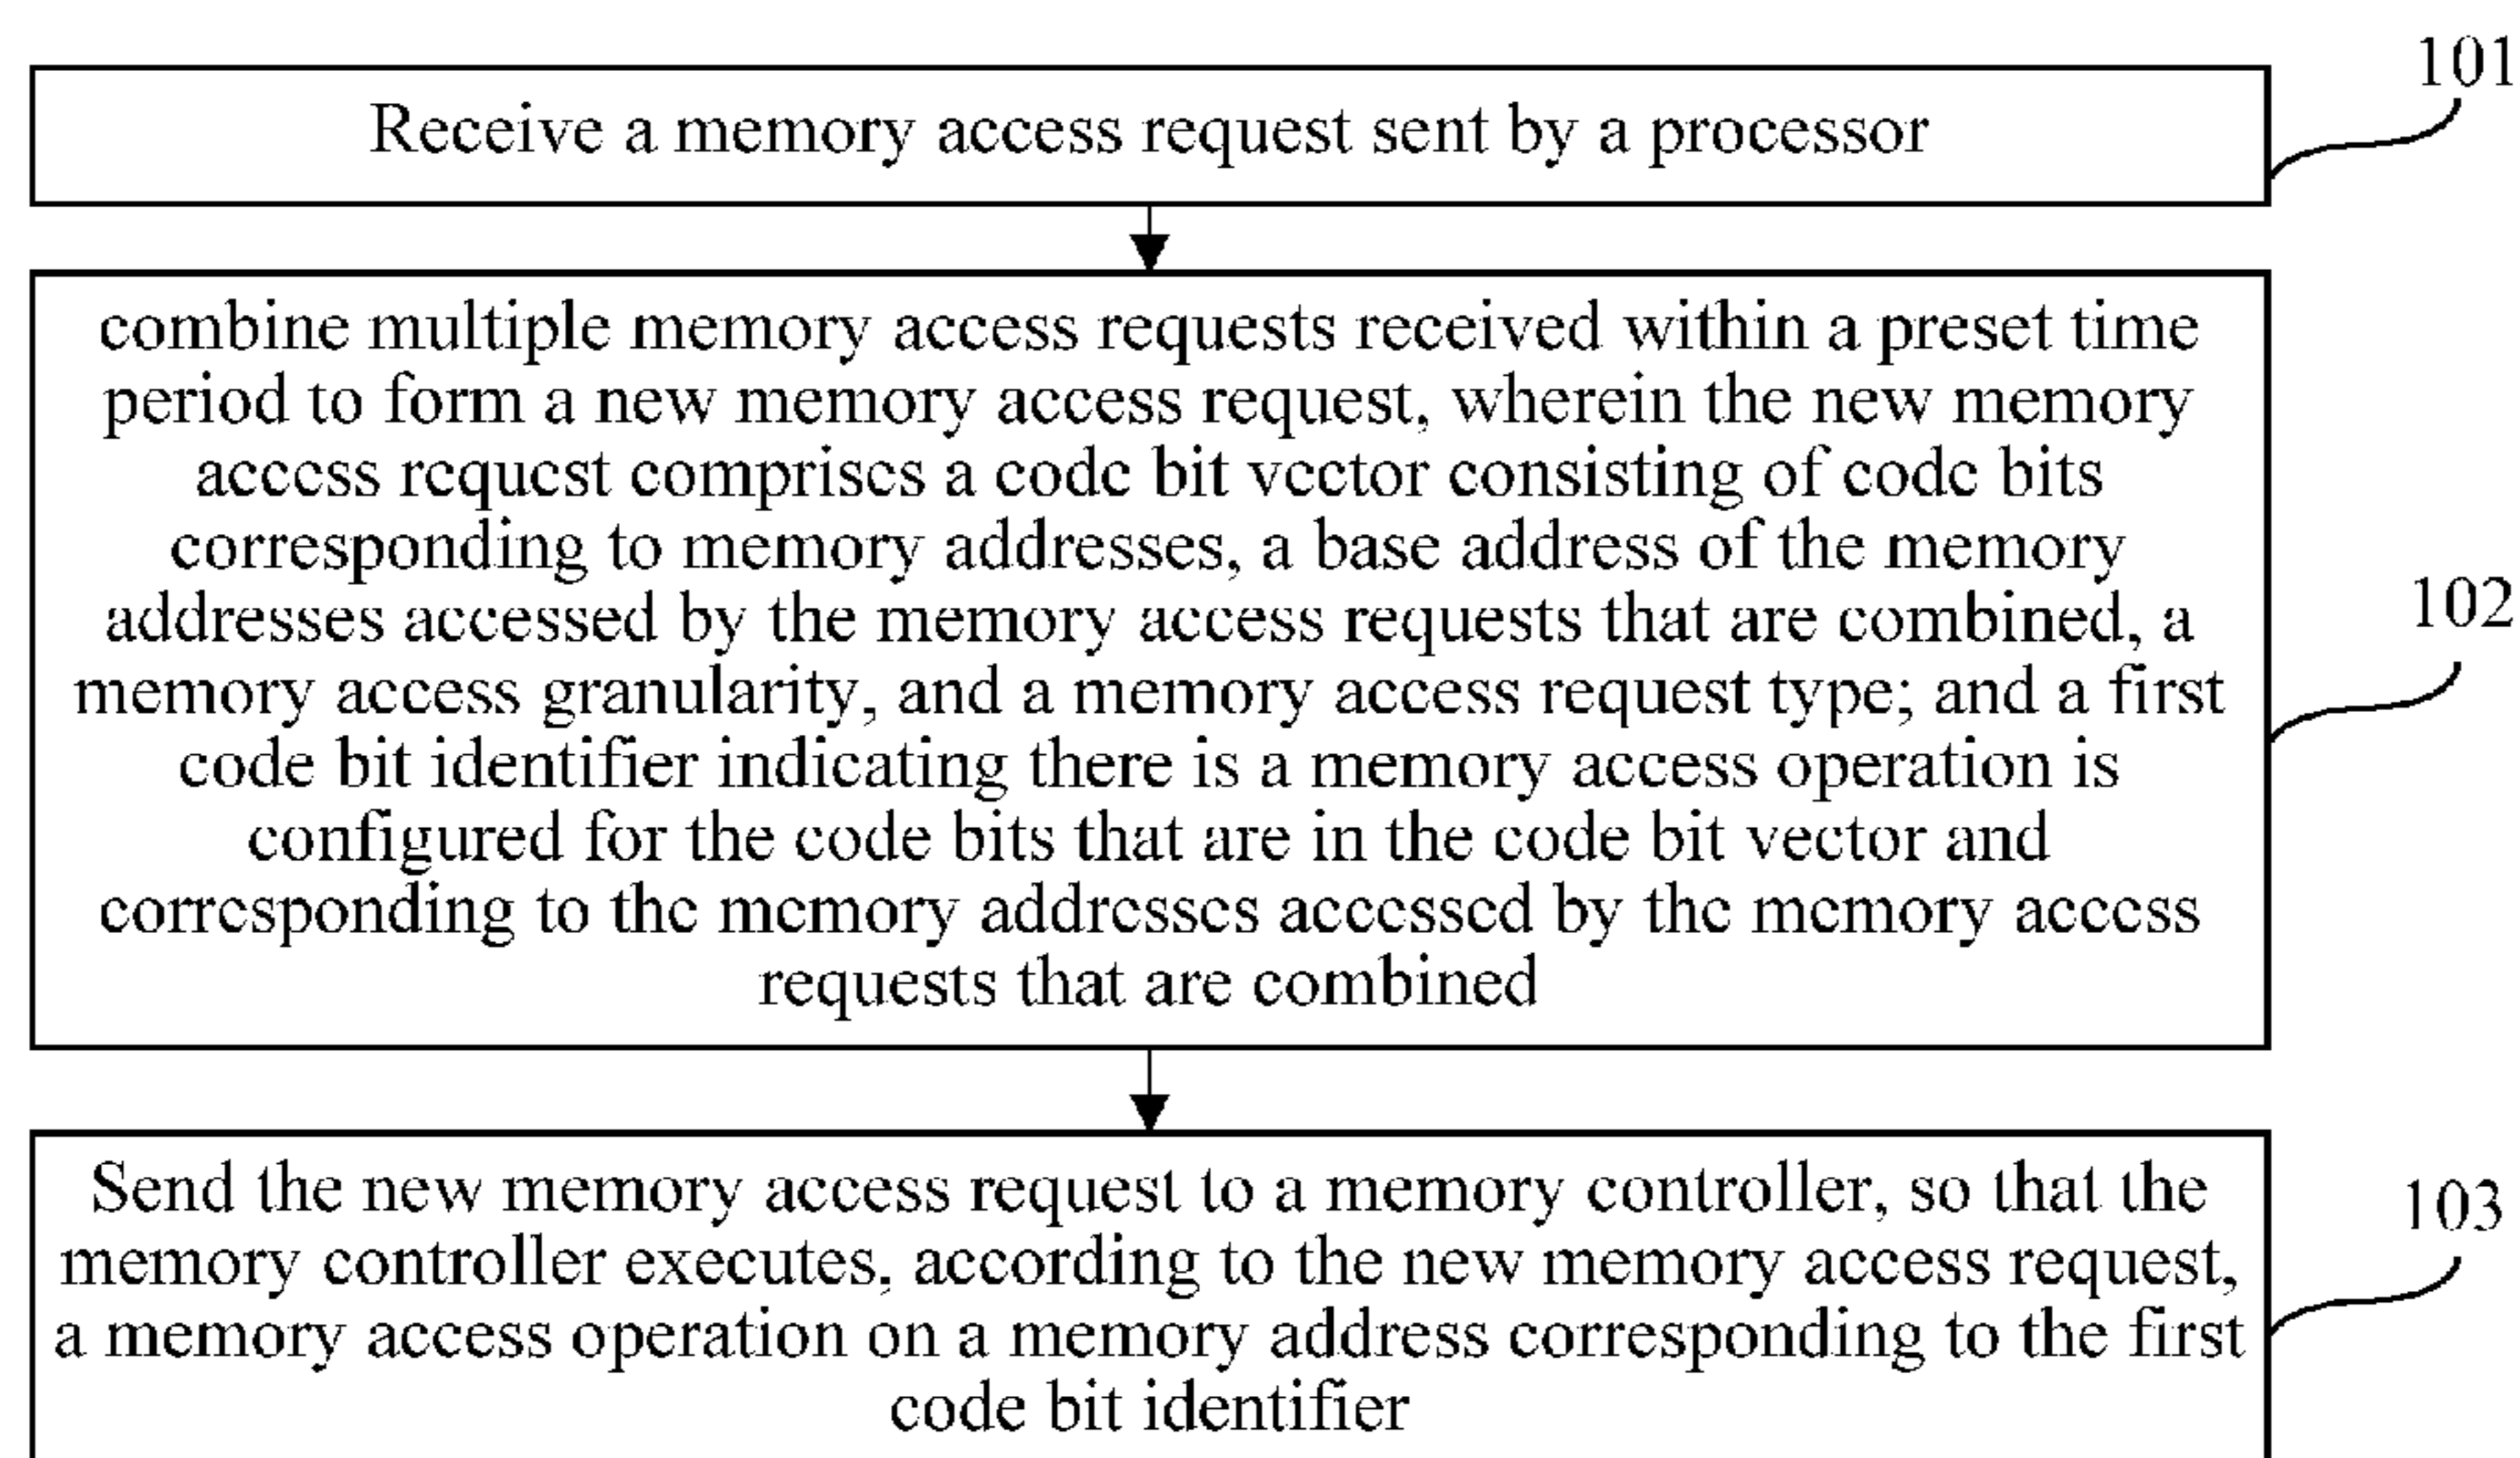 101
Receive a memory access request sent by a processor
combine multiple memory access requests received within a preset time
period to form a new memory access request, wherein the new memory
access request comprises a code bit vector consisting of code bits
corresponding to memory addresses, a base address of the memory
addresses accessed by the memory access requests that are combined, a
memory access granularity, and a memory access request type; and a first
code bit identifier indicating there is a memory access operation is
configured for the code bits that are in the code bit vector and
corresponding to the memory addresses accessed by the memory access
requests that are combined
102
Send the new memory access request to a memory controller, so that the
memory controller executes, according to the new memory access request,
a memory access operation on a memory address corresponding to the first
code bit identifier
103